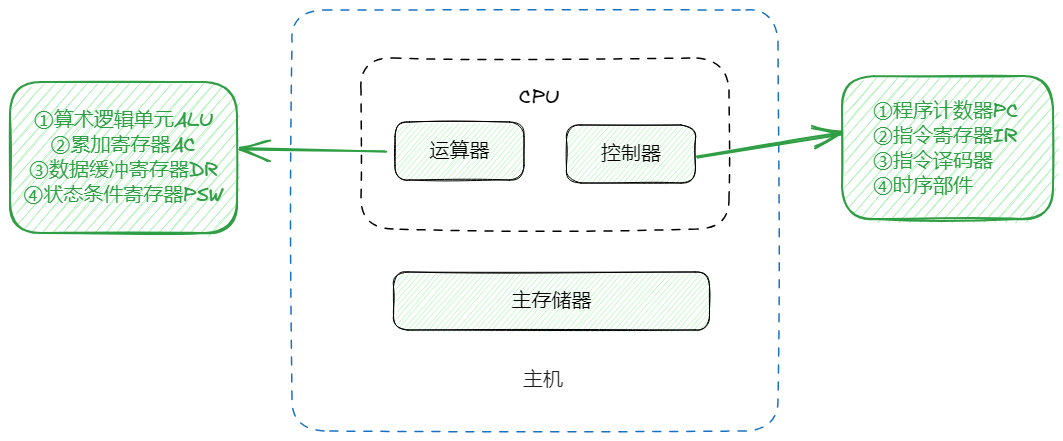 CPU
①算术逻辑单元ALU
②累加寄存器AC
③数据缓冲寄存器DR
④状态条件寄存器PSW
运算器
控制器
①程序计数器PC
②指令寄存器IR
③指令译码器
④时序部件
主存储器
主机